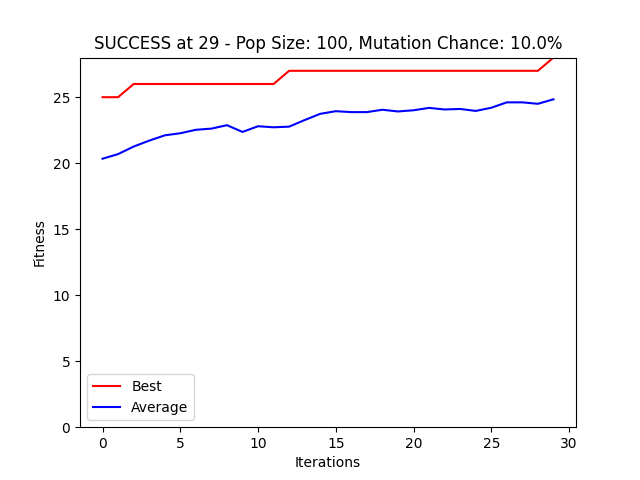 SUCCESS at 29 - Pop Size: 100, Mutation Chance: 10.0%
25
20
15
10
5
0
Fitness
Best
Average
0 5 10 15 20 25 30
Iterations